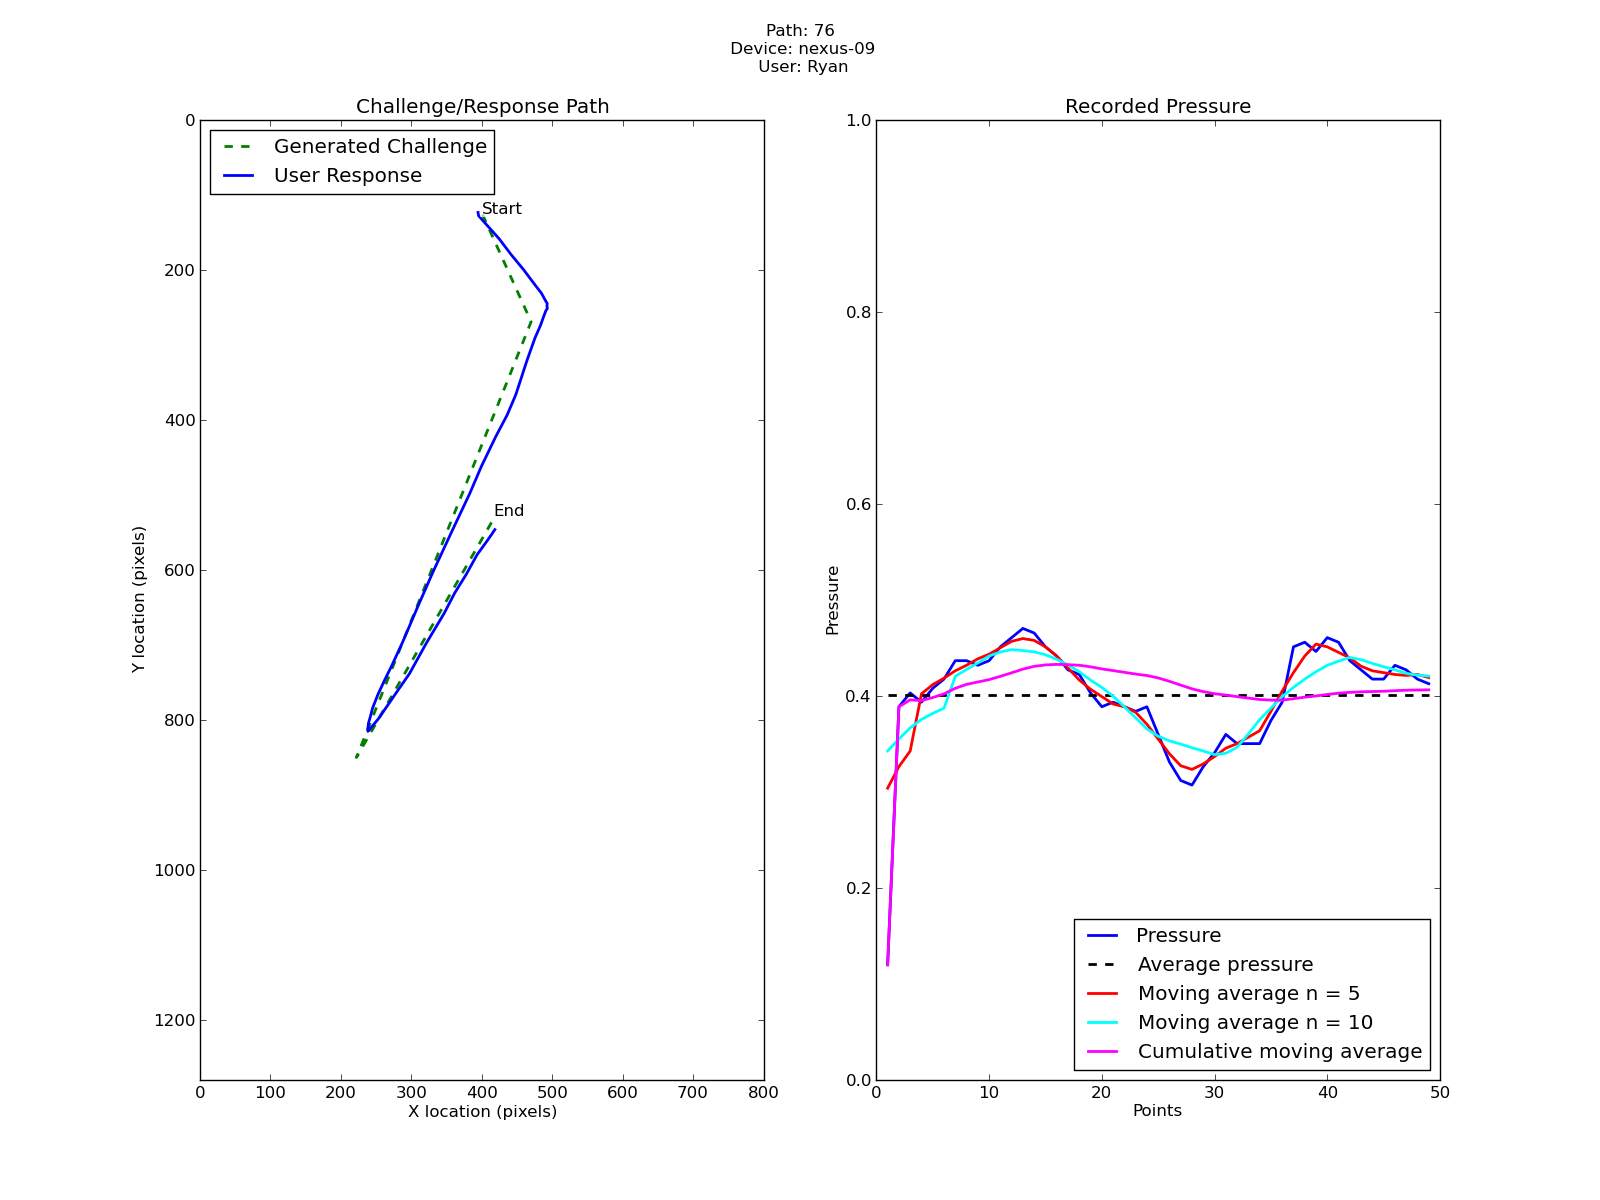 Path: 76
Device: nexus-09
User: Ryan
Challenge/Response Path
Generated Challenge
User Response
Start
End
0
200
400
600
800
1000
1200
Y location (pixels)
0 100 200 300 400 500 600 700 800
X location (pixels)
Recorded Pressure
1.0
0.8
0.6
0.4
0.2
0.0
Pressure
Pressure
Average pressure
Moving average n = 5
Moving average n = 10
Cumulative moving average
0 10 20 30 40 50
Points